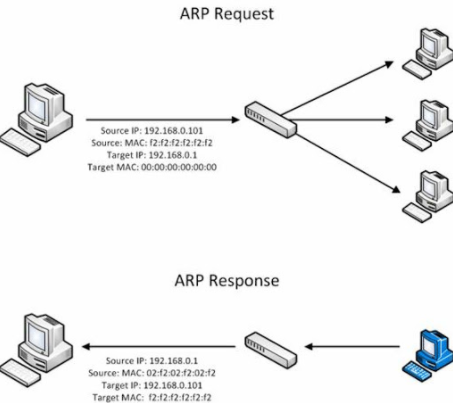 ARP Request
Source IP: 192.168.0.101
Source: MAC: f2:f2:f2:f2:f2:f2
Target IP: 192.168.0.1
Target MAC: 00:00:00:00:00:00
ARP Response
Source IP: 192.168.0.1
Source: MAC: 02:f2:02:f2:02:f2
Target IP: 192.168.0.101
Target MAC: f2:f2:f2:f2:f2:f2